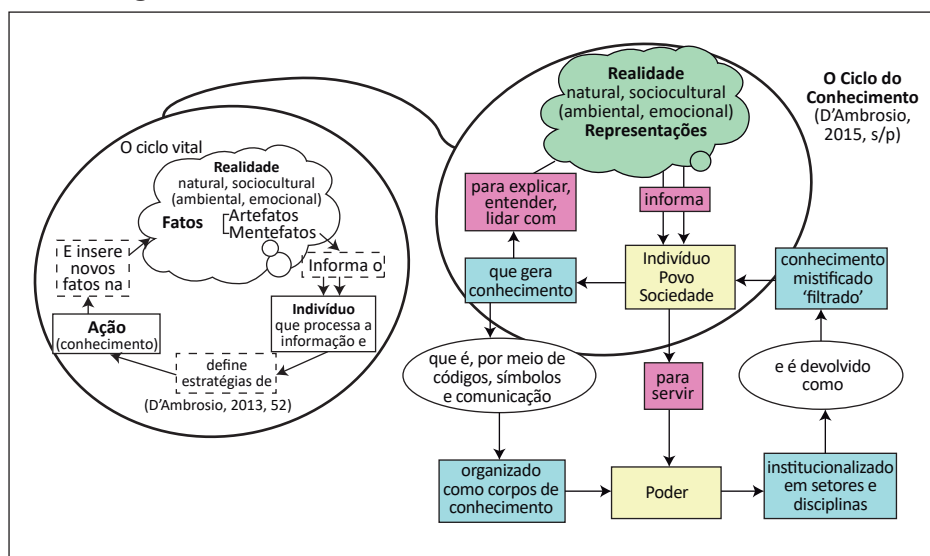 O ciclo vital
Realidade
natural, sociocultural
(ambiental, emocional)
Fatos
Artefatos
Mentefatos
Informa o
Indivíduo
que processa a
informação e
define
estratégias de
Ação
(conhecimento)
E insere
novos
fatos na
(D’Ambrosio, 2013, 52)
Realidade
natural, sociocultural
(ambiental, emocional)
Representações
O Ciclo do
Conhecimento
(D’Ambrosio,
2015, s/p)
para explicar,
entender,
lidar com
informa
que gera
conhecimento
Indivíduo
Povo
Sociedade
conhecimento
mistificado
‘filtrado’
que é, por meio de
códigos, símbolos
e comunicação
para
servir
e é devolvido
como
organizado
como corpos de
conhecimento
Poder
institucionalizado
em setores e
disciplinas